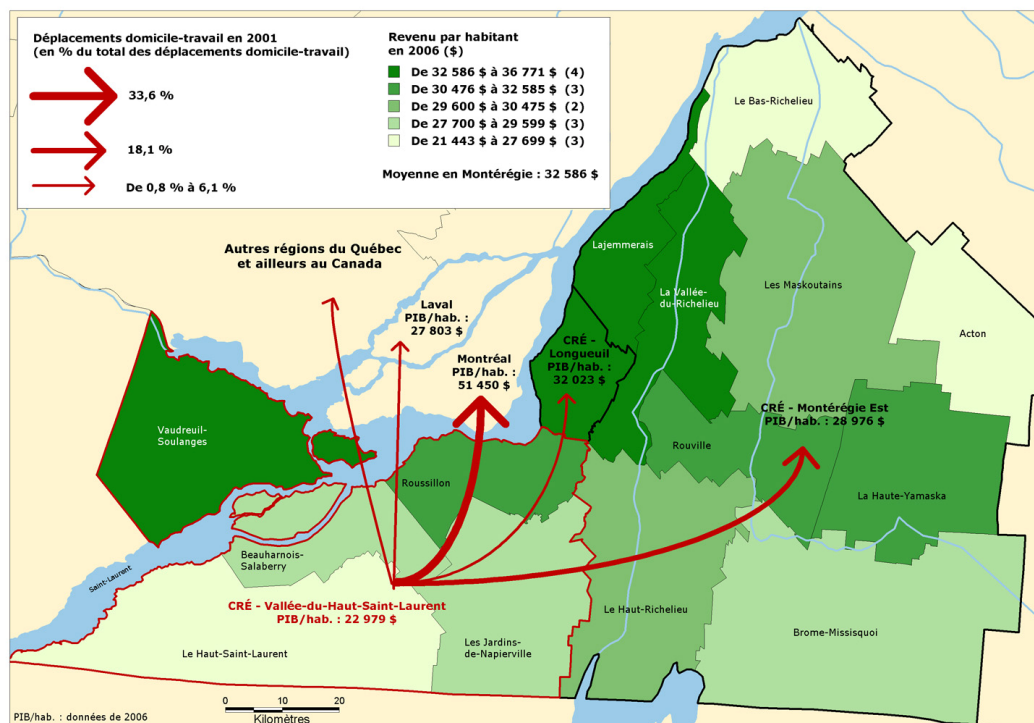 Déplacements domicile-travail en 2001
(en % du total des déplacements domicile-travail)
33,6 %
18,1 %
De 0,8 % à 6,1 %
Revenu par habitant
en 2006 ($)
De 32 586 $ à 36 771 $ (4)
De 30 476 $ à 32 585 $ (3)
De 29 600 $ à 30 475 $ (2)
De 27 700 $ à 29 599 $ (3)
De 21 443 $ à 27 699 $ (3)
Moyenne en Montérégie : 32 586 $
Le Bas-Richelieu
Autres régions du Québec
et ailleurs au Canada
Lajemmerais
Les Maskoutains
La Vallée-
du-Richelieu
Laval
PIB/hab. :
27 803 $
Acton
Montréal
PIB/hab. :
51 450 $
CRÉ -
Longueuil
PIB/hab. :
32 023 $
CRÉ - Montérégie Est
PIB/hab. : 28 976 $
Vaudreuil-
Soulanges
Rouville
Roussillon
La Haute-Yamaska
Beauharnois-
Salaberry
Saint-Laurent
CRÉ - Vallée-du-Haut-Saint-Laurent
PIB/hab. : 22 979 $
Le Haut-Richelieu
Brome-Missisquoi
Le Haut-Saint-Laurent
Les Jardins-
de-Napierville
0 10 20
Kilomètres
PIB/hab. : données de 2006